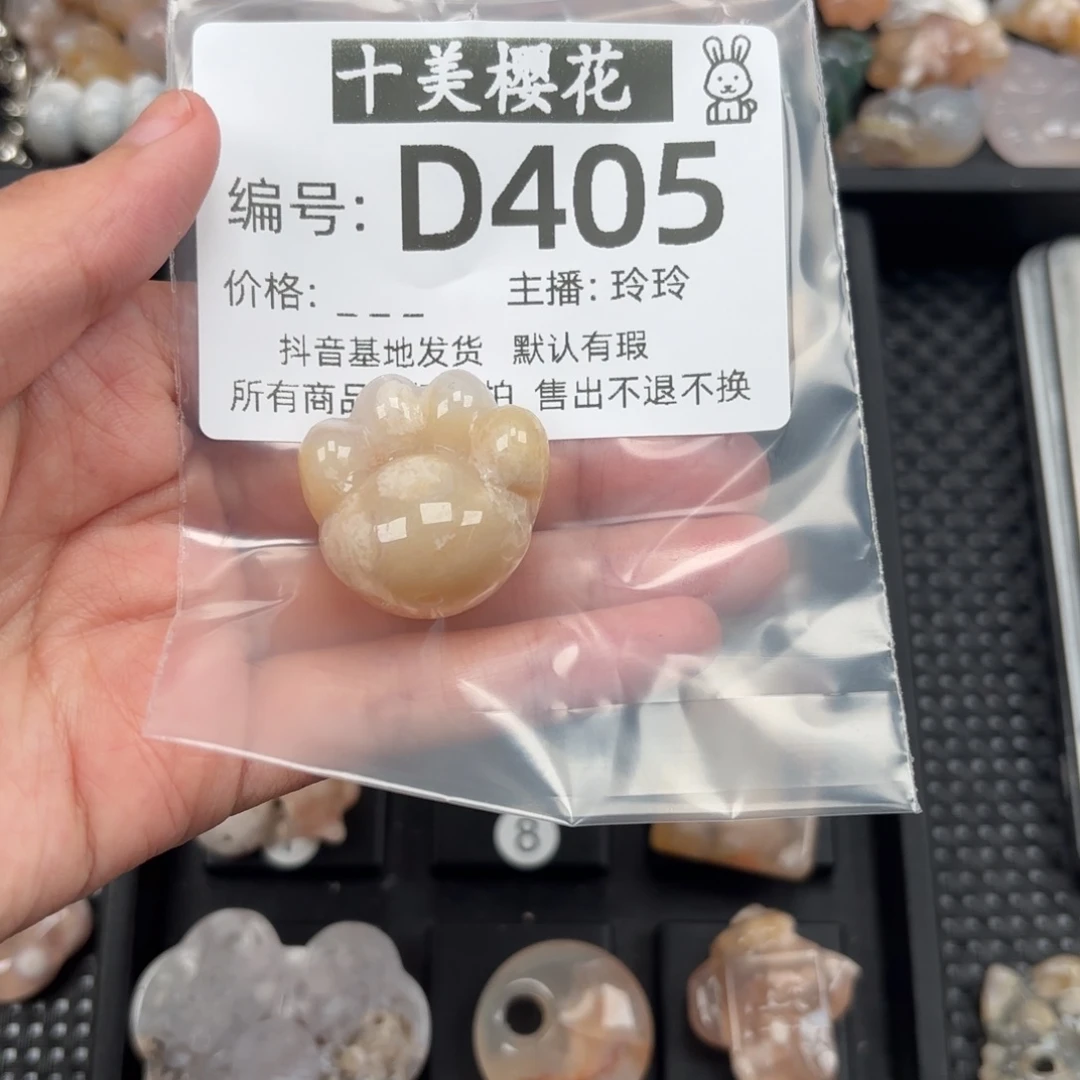 十美樱花
编号: D405
价格: _ _ _ 主播: 玲玲
抖音基地发货 默认有瑕
所有商品 拍 售出不退不换
8